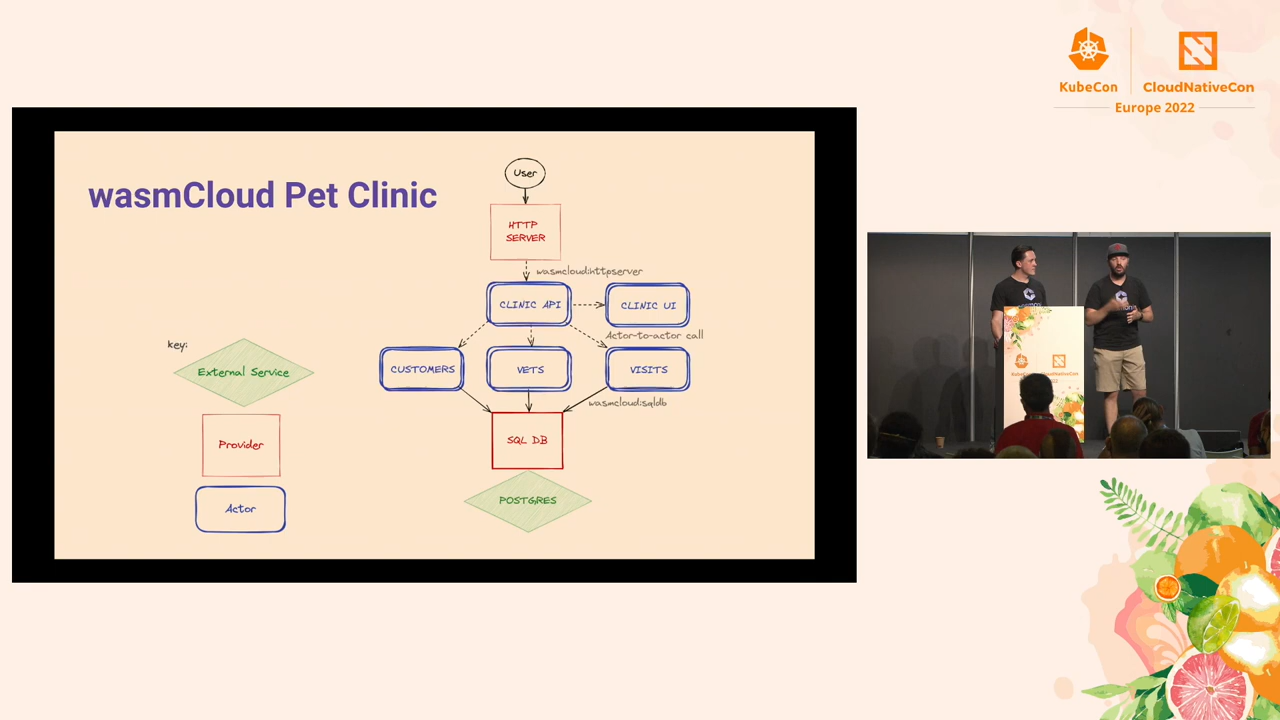 KubeCon
CloudNativeCon
Europe 2022
wasmCloud Pet Clinic
User
HTTP
SERVER
wasmcloud:httpserver
CLINIC API
CLINIC UI
Actor-to-actor call
key:
External Service
CUSTOMERS
VETS
VISITS
wasmcloud:sqldb
Provider
SQL DB
POSTGRES
Actor